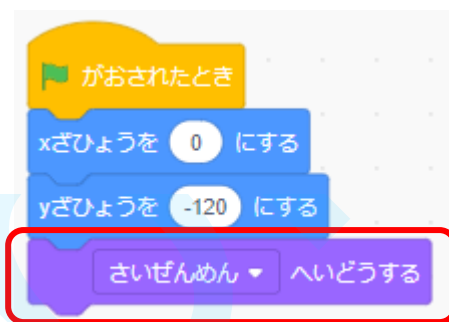 がおされたとき
xざひょうを 0 にする
yざひょうを -120 にする
さいぜんめん へいどうする